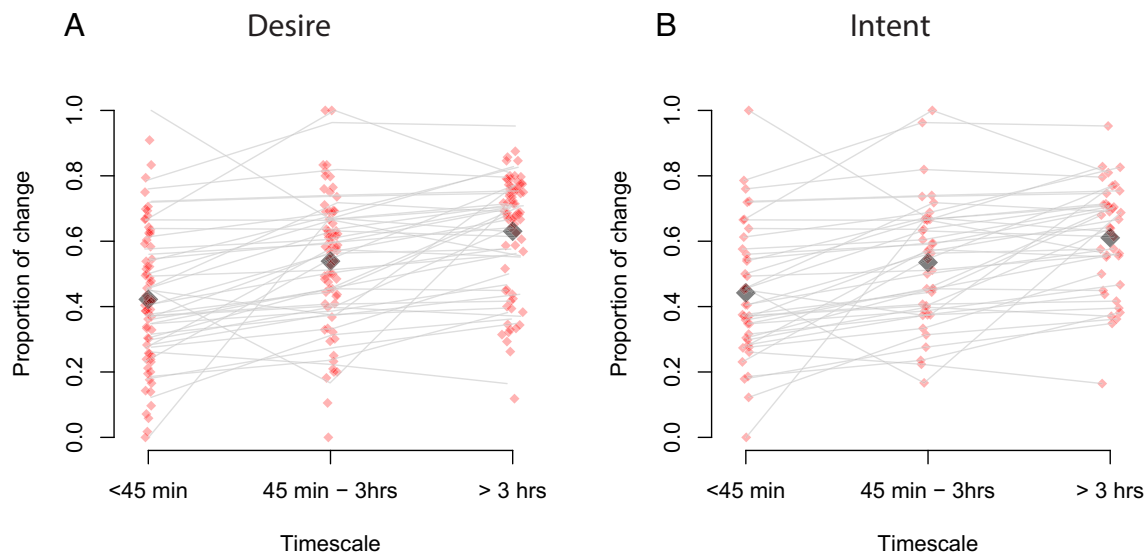 A Desire
Proportion of change
1.0
0.8
0.6
0.4
0.2
0.0
<45 min 45 min − 3hrs > 3 hrs
Timescale
B Intent
Proportion of change
1.0
0.8
0.6
0.4
0.2
0.0
<45 min 45 min − 3hrs > 3 hrs
Timescale